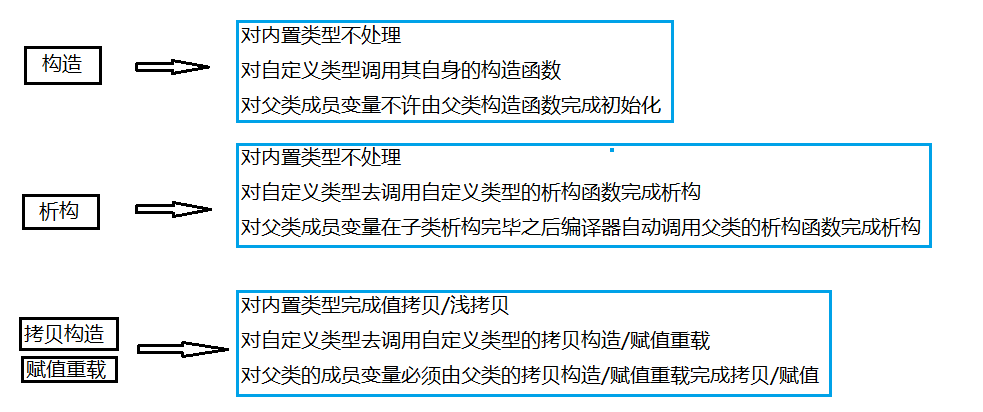 构造
对内置类型不处理
对自定义类型调用其自身的构造函数
对父类成员变量不许由父类构造函数完成初始化
析构
对内置类型不处理
对自定义类型去调用自定义类型的析构函数完成析构
对父类成员变量在子类析构完毕之后编译器自动调用父类的析构函数完成析构
拷贝构造
赋值重载
对内置类型完成值拷贝/浅拷贝
对自定义类型去调用自定义类型的拷贝构造/赋值重载
对父类的成员变量必须由父类的拷贝构造/赋值重载完成拷贝/赋值